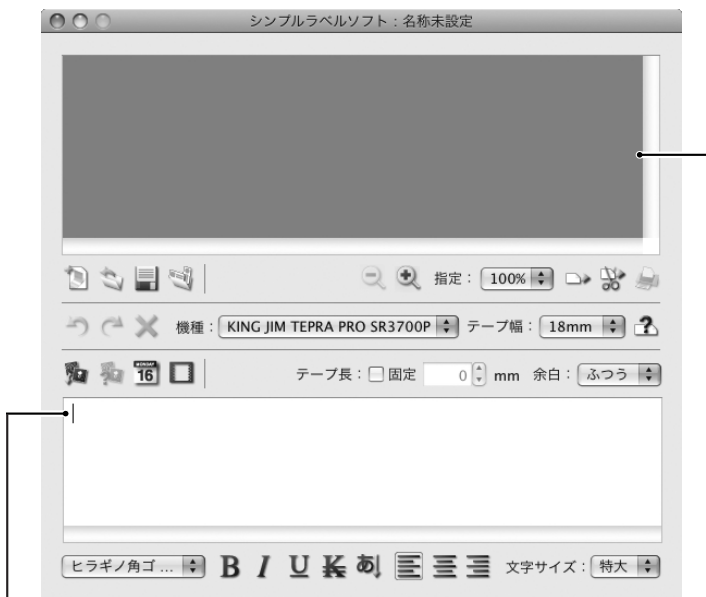 シンプルラベルソフト：名称未設定
指定： 100%
機種： KING JIM TEPRA PRO SR3700P テープ幅： 18mm ?
MONDAY
16 テープ長： 固定 0 mm 余白： ふつう
ヒラギノ角ゴ ... B I U K あ 文字サイズ： 特大